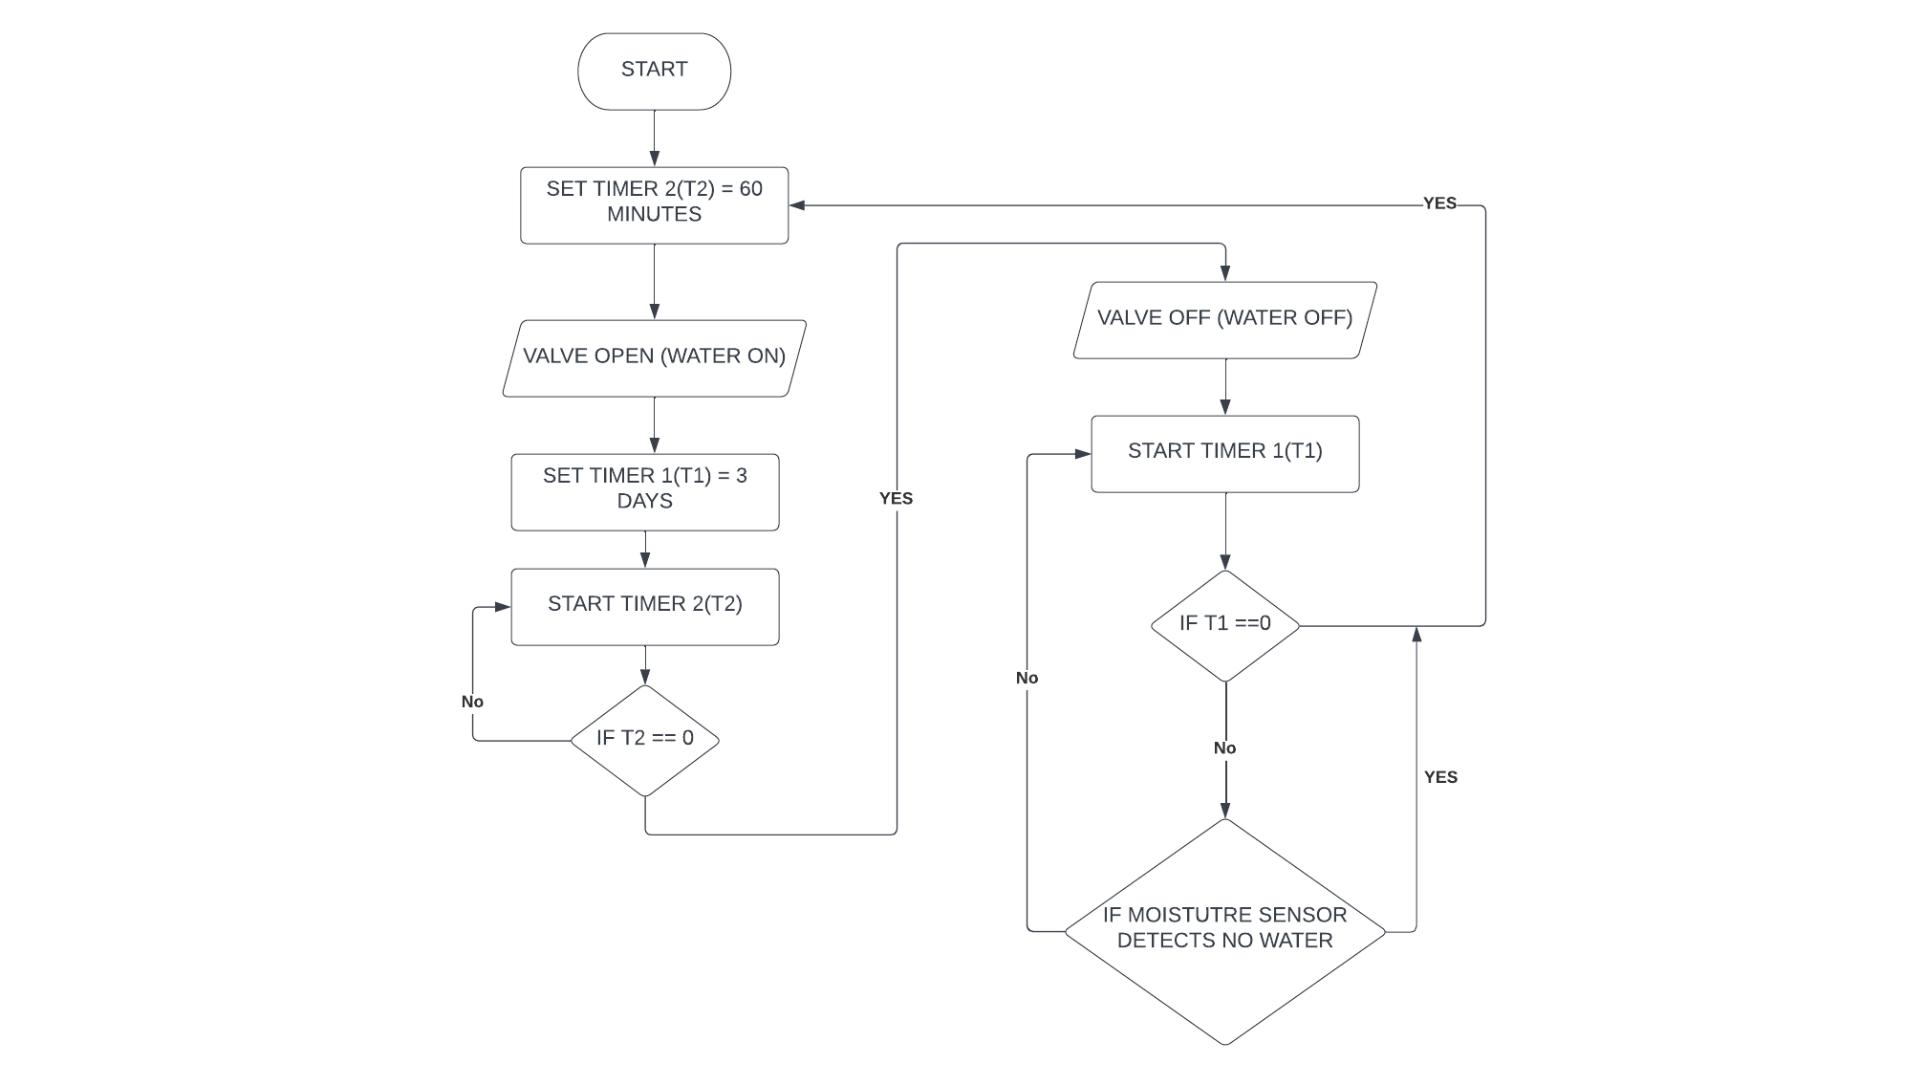 START
SET TIMER 2(T2) = 60
MINUTES
VALVE OPEN (WATER ON)
SET TIMER 1(T1) = 3
DAYS
START TIMER 2(T2)
No
IF T2 == 0
YES
YES
VALVE OFF (WATER OFF)
START TIMER 1(T1)
IF T1 ==0
No
No
YES
IF MOISTUTRE SENSOR
DETECTS NO WATER